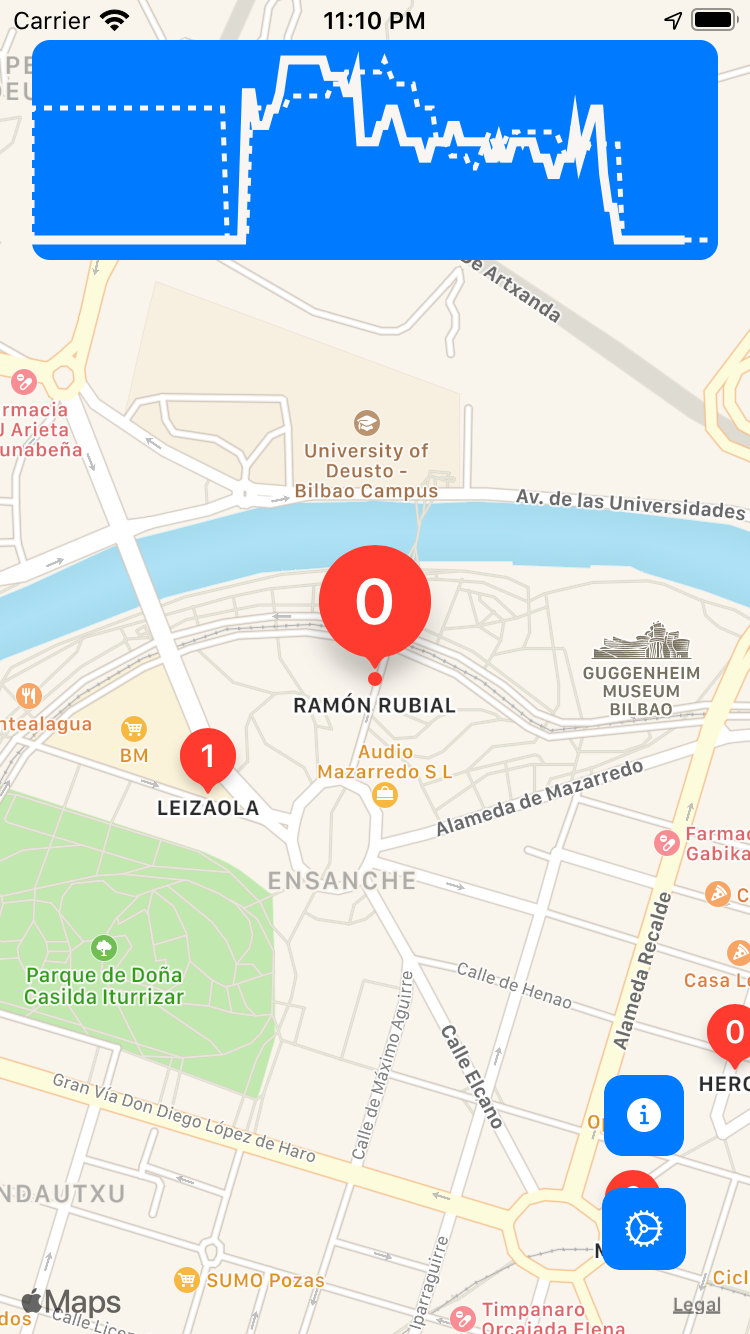 Carrier 11:10 PM
De Artxanda
rmacia
J Arieta
unabeña
University of
Deusto -
Bilbao Campus
Av. de las Universidades
0
GUGGENHEIM
MUSEUM
BILBAO
RAMÓN RUBIAL
ntealagua
BM
1
LEIZAOLA
Audio
Mazarredo S L
Alameda de Mazarredo
Farmac
Gabika
ENSANCHE
C
Parque de Doña
Casilda Iturrizar
Calle de Henao
Alameda Recalde
Casa Le
Calle de Máximo Aguirre
0
HERO
Calle Elcano
Gran Vía Don Diego López de Haro
i
NDAUTXU
Iparraguirre
SUMO Pozas
Cicl
Maps
Legal
dos
Calle Licen
Timpanaro
Orcajada Elena